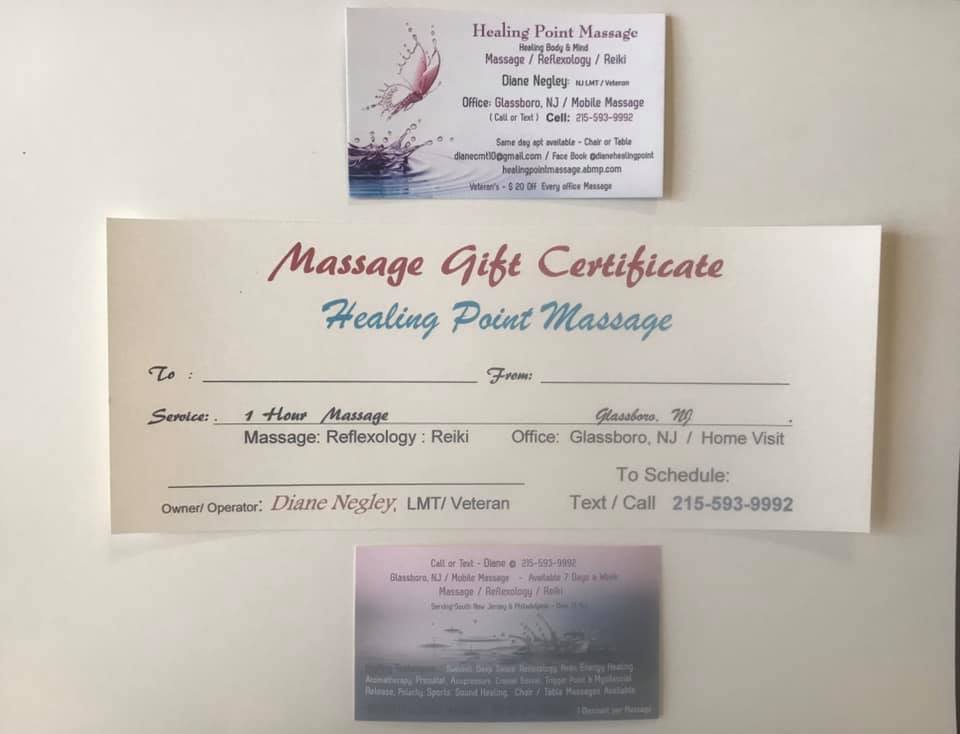 Healing Point Massage
Healing Body & Mind
Massage / Reflexology / Reiki
Diane Negley: NJ LMT / Veteran
Office: Glassboro, NJ / Mobile Massage
( Call or Text ) Cell: 215-593-9992
Same day apt available - Chair or Table
dianecmt10@gmail.com / Face Book @dianehealingpoint
healingpointmassage.abmp.com
Veteran's - $ 20 Off Every office Massage
Massage Gift Certificate
Healing Point Massage
To : From:
Service: . 1 Hour Massage Glassboro, NJ .
Massage: Reflexology : Reiki Office: Glassboro, NJ / Home Visit
To Schedule:
Owner/ Operator: Diane Negley, LMT/ Veteran Text / Call 215-593-9992
Call or Text - Diane @ 215-593-9992
Glassboro, NJ / Mobile Massage - Available 7 Days a Week
Massage / Reflexology / Reiki
Serving South New Jersey & Philadelphia -
Swedish, Deep Tissue, Reflexology, Reiki, Energy Healing
Aromatherapy, Prenatal, Acupressure, Cranial Sacral, Trigger Point & Myofascial
Release, Polarity, Sports, Sound Healing, Chair / Table Massages Available
1 Discount per Massage